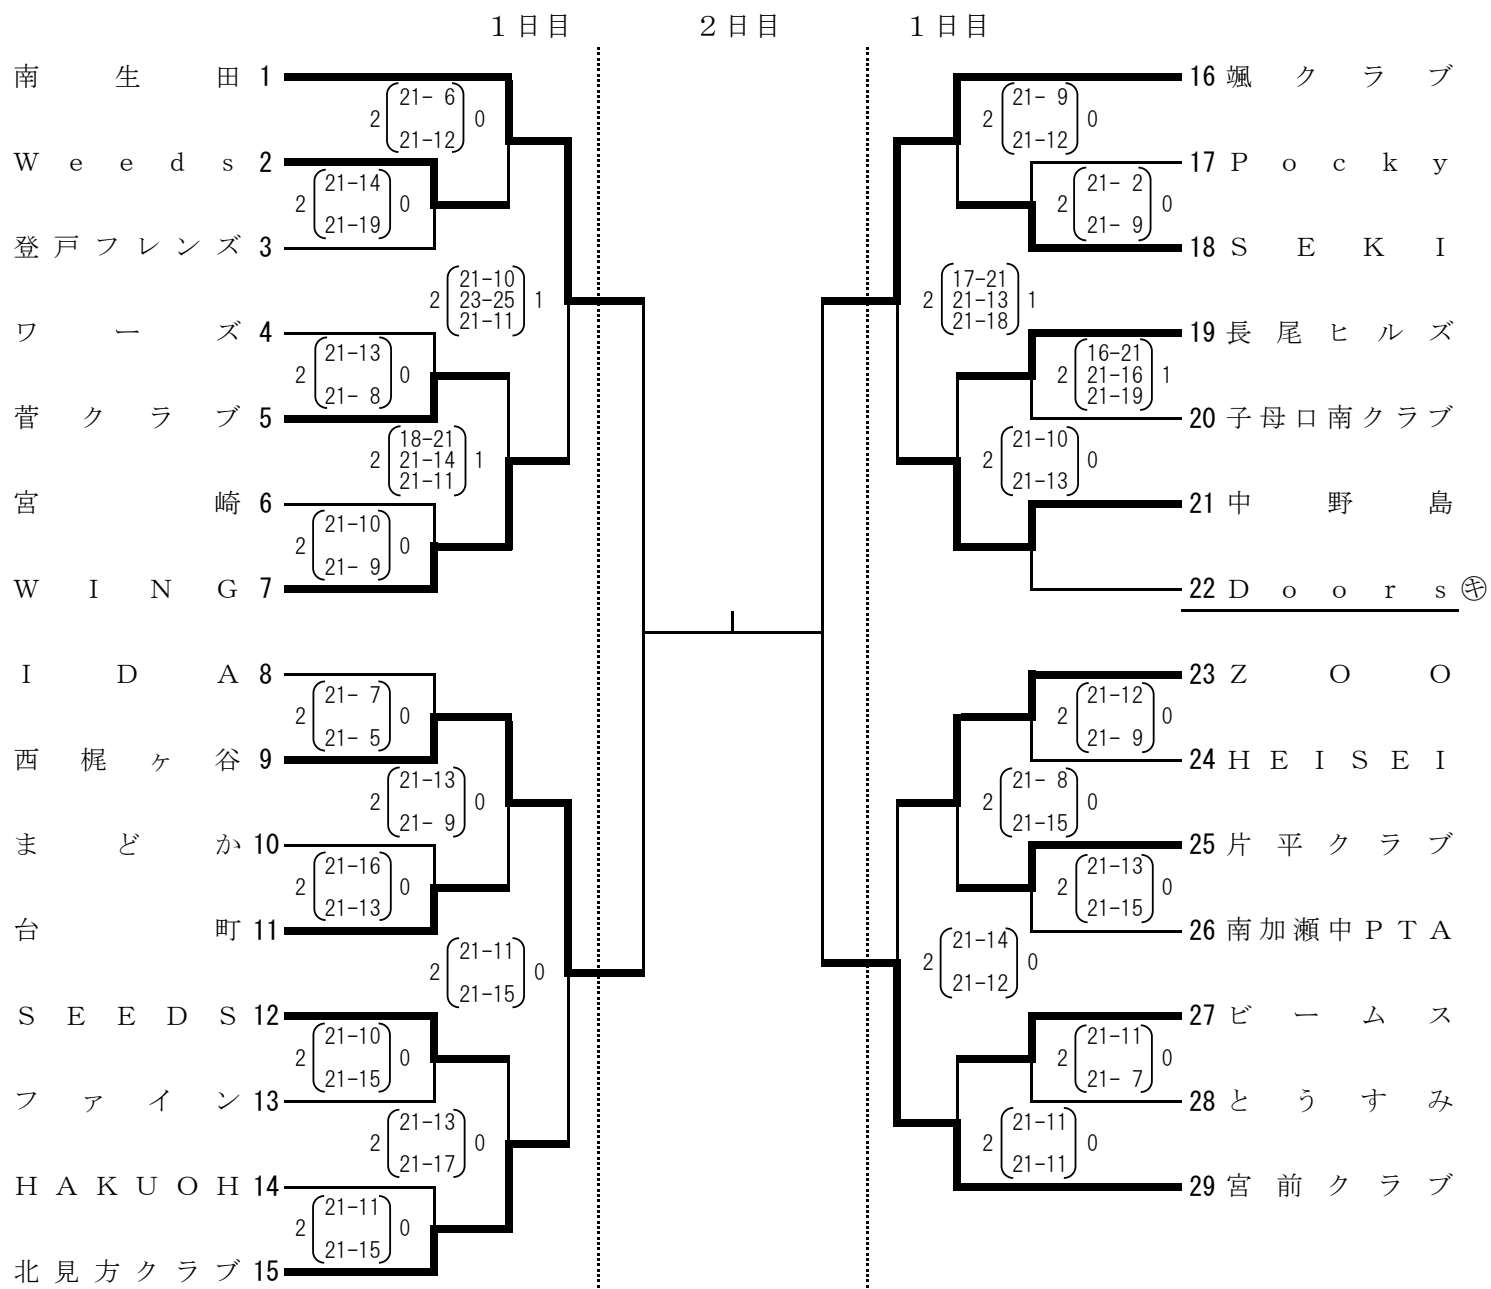 １日目 ２日目 １日目
南生田 1
2 21- 6 0
21-12
Weeds 2
2 21-14 0
21-19
登戸フレンズ 3
2 21-10 1
23-25
21-11
ワーズ 4
2 21-13 0
21- 8
菅クラブ 5
2 18-21 1
21-14
21-11
宮崎 6
2 21-10 0
21- 9
WING 7
IDA 8
2 21- 7 0
21- 5
西梶ヶ谷 9
2 21-13 0
21- 9
まどか 10
2 21-16 0
21-13
台町 11
2 21-11 0
21-15
SEEDS 12
2 21-10 0
21-15
ファイン 13
2 21-13 0
21-17
HAKUOH 14
2 21-11 0
21-15
北見方クラブ 15
16 颯クラブ
2 21- 9 0
21-12
17 Pocky
2 21- 2 0
21- 9
18 SEKI
2 17-21 1
21-13
21-18
19 長尾ヒルズ
2 16-21 1
21-16
21-19
20 子母口南クラブ
2 21-10 0
21-13
21 中野島
22 Doors ㋖
23 ZOO
2 21-12 0
21- 9
24 HEISEI
2 21- 8 0
21-15
25 片平クラブ
2 21-13 0
21-15
26 南加瀬中PTA
2 21-14 0
21-12
27 ビームス
2 21-11 0
21- 7
28 とうすみ
2 21-11 0
21-11
29 宮前クラブ